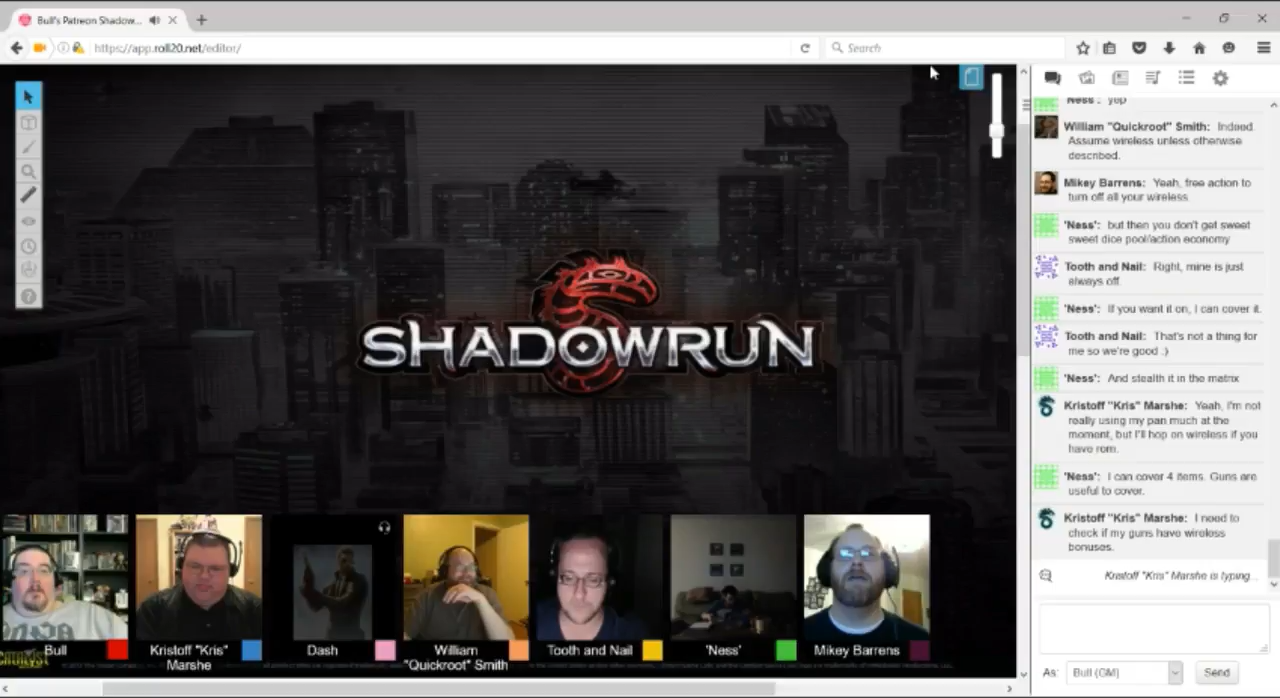 Bull's Patreon Shadow...
https://app.roll20.net/editor/
Search
'Ness': yep
William "Quickroot" Smith: Indeed.
Assume wireless unless otherwise
described.
Mikey Barrens: Yeah, free action to
turn off all your wireless.
'Ness': but then you don't get sweet
sweet dice pool/action economy
Tooth and Nail: Right, mine is just
always off.
'Ness': If you want it on, I can cover it.
Tooth and Nail: That's not a thing for
me so we're good :)
'Ness': And stealth it in the matrix
Kristoff "Kris" Marshe: Yeah, I'm not
really using my pan much at the
moment, but I'll hop on wireless if you
have rom.
'Ness': I can cover 4 items. Guns are
useful to cover.
Kristoff "Kris" Marshe: I need to
check if my guns have wireless
bonuses.
Kristoff "Kris" Marshe is typing...
As: Bull (GM) Send
SHADOWRUN
Bull
Kristoff "Kris"
Marshe
Dash
William
"Quickroot" Smith
Tooth and Nail
'Ness'
Mikey Barrens
catalyst